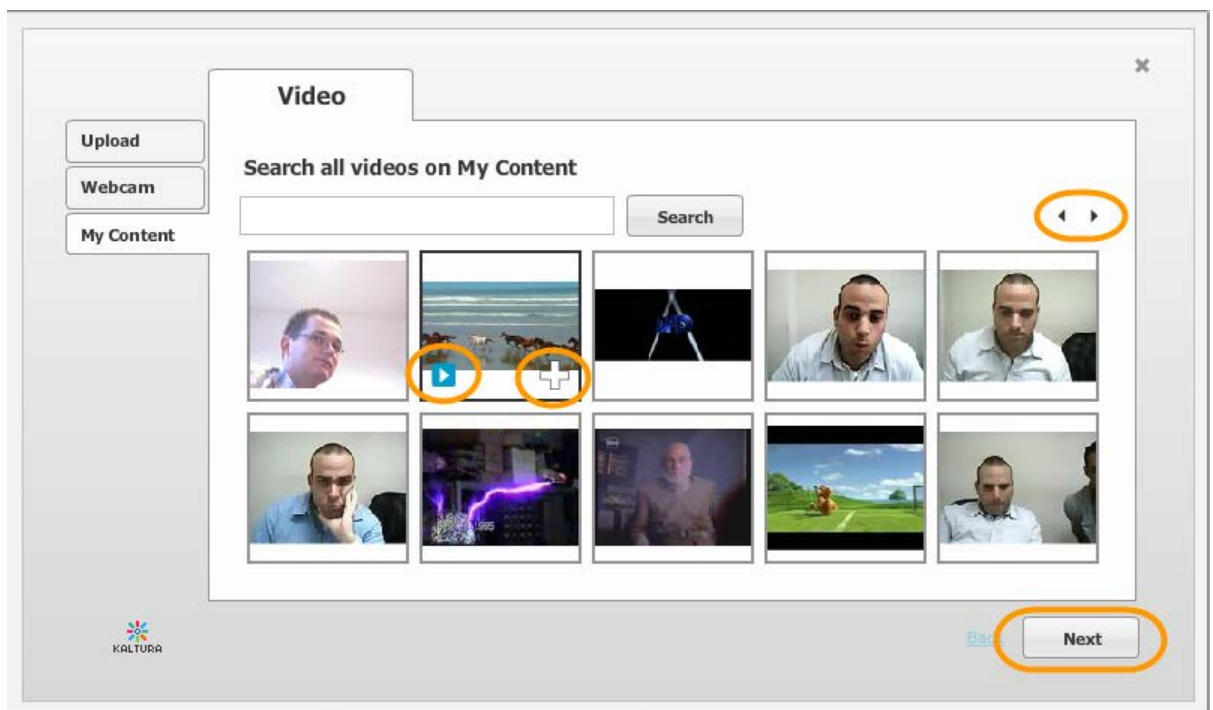 Video
Upload
Webcam
My Content
Search all videos on My Content
Search
Back
Next
KALTURA